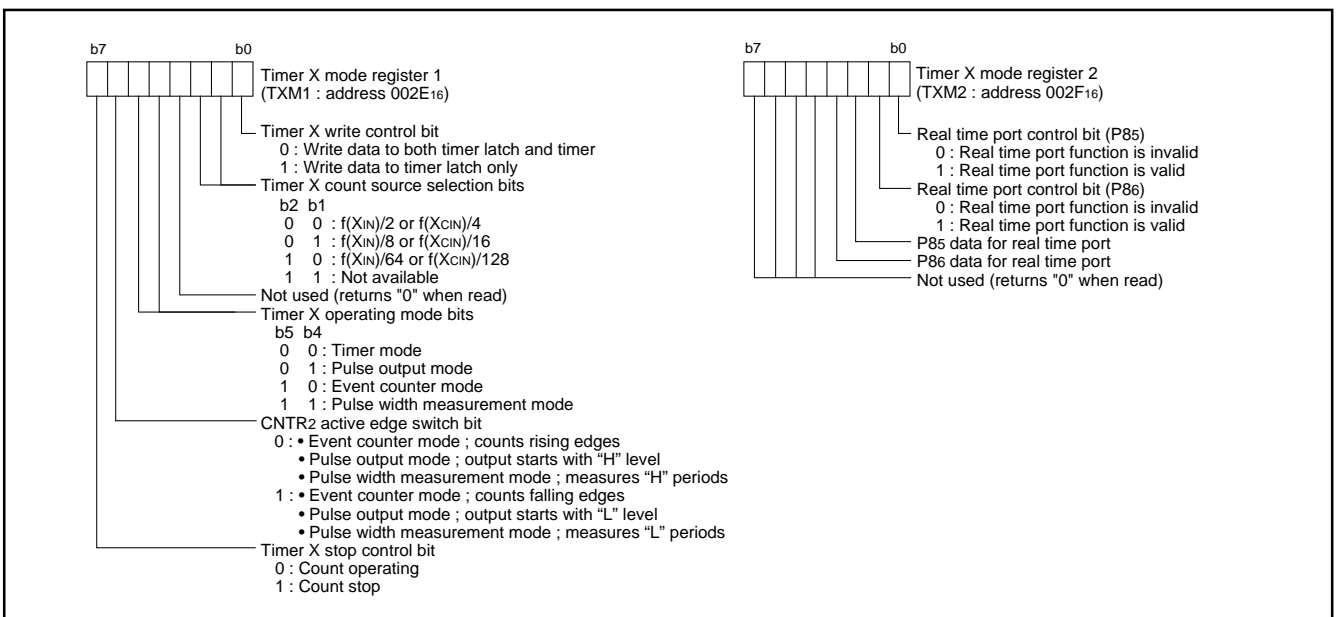 b7 b0
Timer X mode register 1
(TXM1 : address 002E16)
Timer X write control bit
0 : Write data to both timer latch and timer
1 : Write data to timer latch only
Timer X count source selection bits
b2 b1
0 0 : f(XIN)/2 or f(XCIN)/4
0 1 : f(XIN)/8 or f(XCIN)/16
1 0 : f(XIN)/64 or f(XCIN)/128
1 1 : Not available
Not used (returns "0" when read)
Timer X operating mode bits
b5 b4
0 0 : Timer mode
0 1 : Pulse output mode
1 0 : Event counter mode
1 1 : Pulse width measurement mode
CNTR2 active edge switch bit
0 : • Event counter mode ; counts rising edges
• Pulse output mode ; output starts with “H” level
• Pulse width measurement mode ; measures “H” periods
1 : • Event counter mode ; counts falling edges
• Pulse output mode ; output starts with “L” level
• Pulse width measurement mode ; measures “L” periods
Timer X stop control bit
0 : Count operating
1 : Count stop
b7 b0
Timer X mode register 2
(TXM2 : address 002F16)
Real time port control bit (P85)
0 : Real time port function is invalid
1 : Real time port function is valid
Real time port control bit (P86)
0 : Real time port function is invalid
1 : Real time port function is valid
P85 data for real time port
P86 data for real time port
Not used (returns "0" when read)